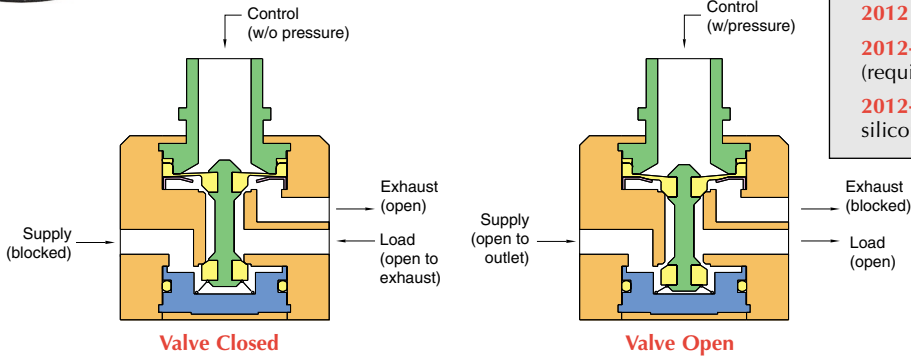 Control
(w/o pressure)
Exhaust
(open)
Supply
(blocked)
Load
(open to
exhaust)
Valve Closed
Control
(w/pressure)
Exhaust
(blocked)
Supply
(open to
outlet)
Load
(open)
Valve Open
2012
2012-
(requi
2012-
silico